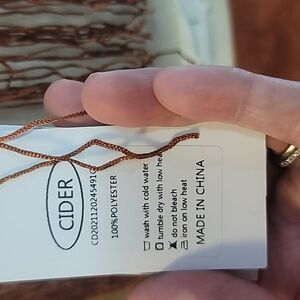 CIDER
CD2021120245491
100%POLYESTER
wash with cold water
tumble dry with low heat
do not bleach
iron on low heat
MADE IN CHINA